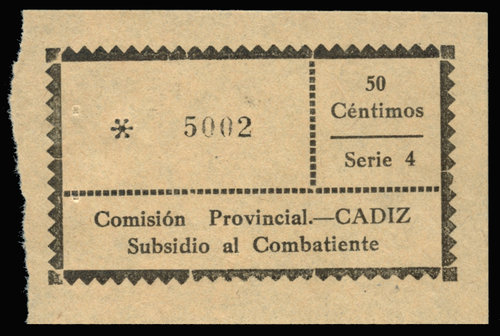 * 5002
50
Céntimos
Serie 4
Comisión Provincial.—CADIZ
Subsidio al Combatiente